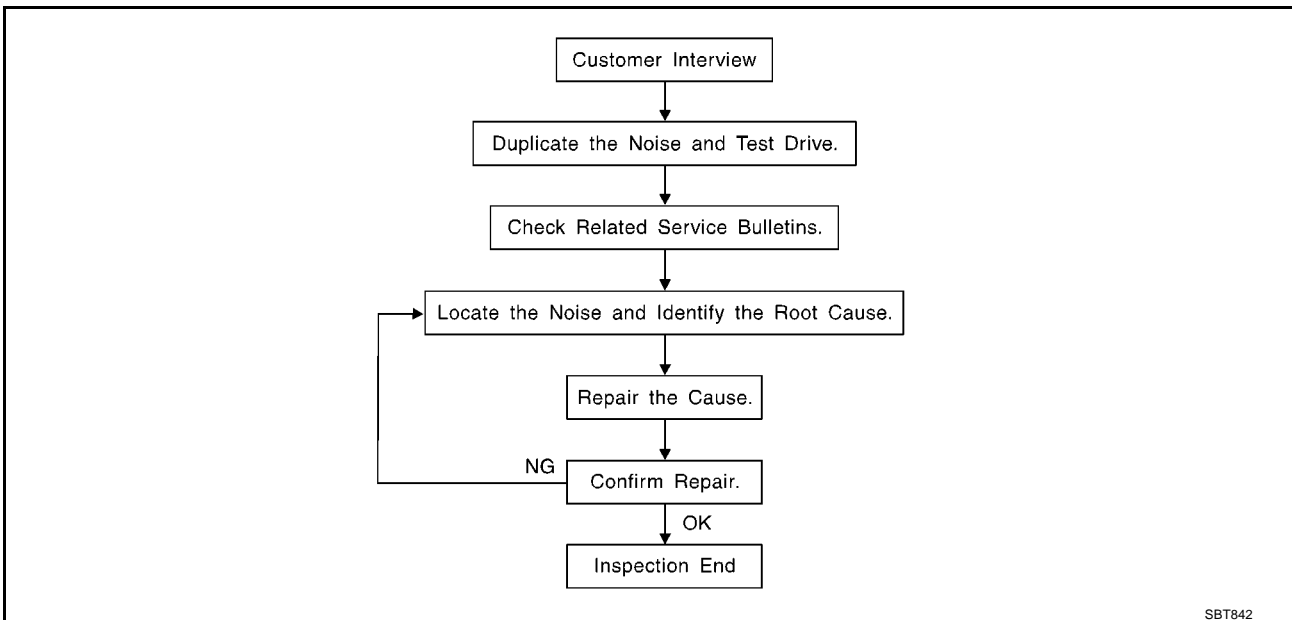 Customer Interview
Duplicate the Noise and Test Drive.
Check Related Service Bulletins.
Locate the Noise and Identify the Root Cause.
Repair the Cause.
NG
Confirm Repair.
OK
Inspection End
SBT842